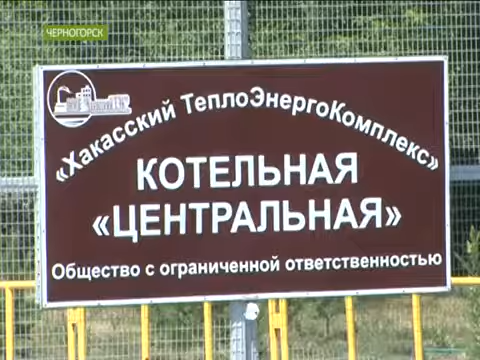 ЧЕРНОГОРСК
«Хакасский ТеплоЭнергоКомплекс»
КОТЕЛЬНАЯ
«ЦЕНТРАЛЬНАЯ»
Общество с ограниченной ответственностью